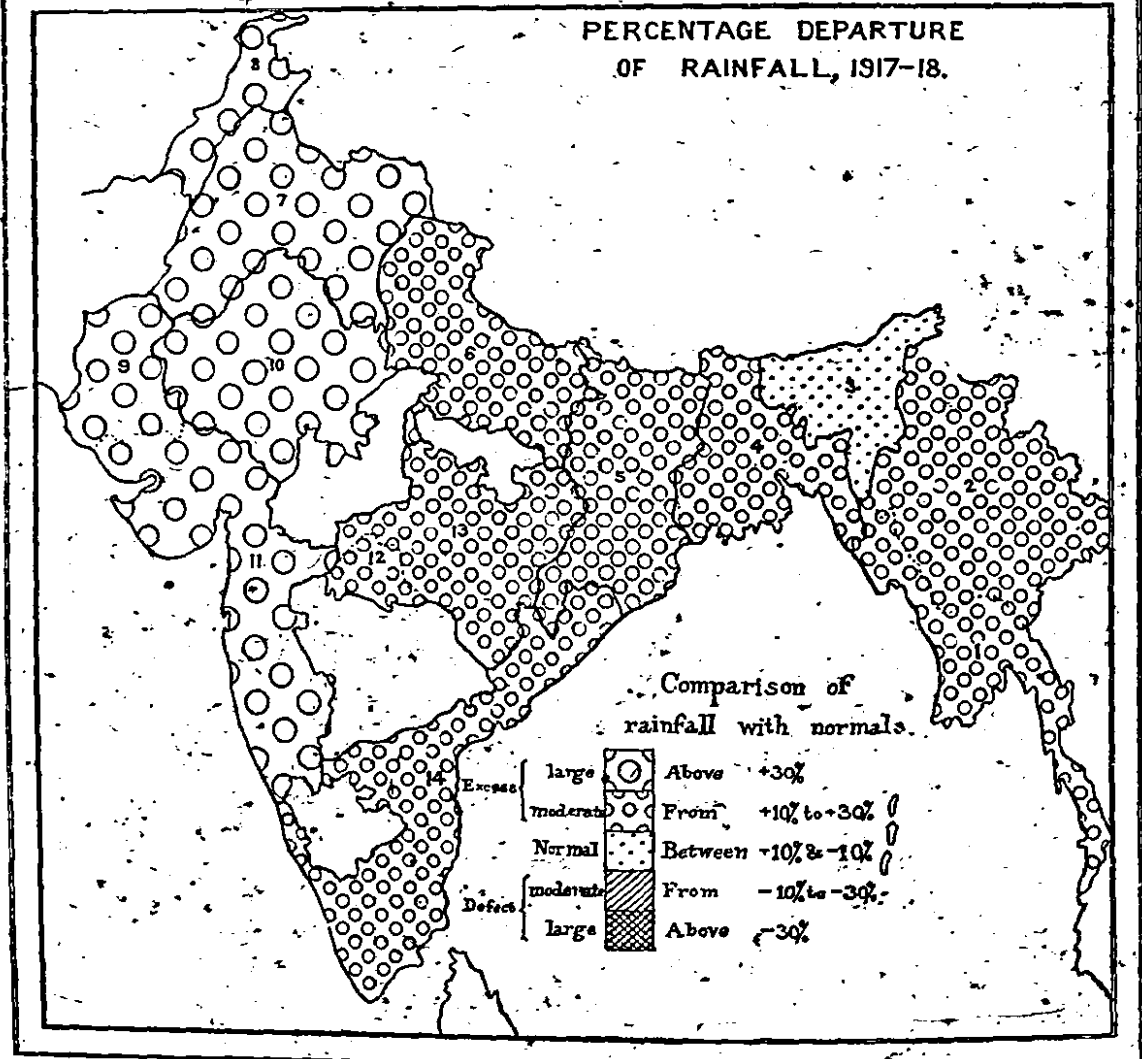 PERCENTAGE DEPARTURE
OF RAINFALL, 1917-18.
8
7
6
9
10
3
4
5
2
13
12
11
1
14
Comparison of
rainfall with normals.
Excess large Above +30%
moderate From +10% to +30%
Normal Between +10% & -10%
Defect moderate From -10% to -30%
large Above -30%